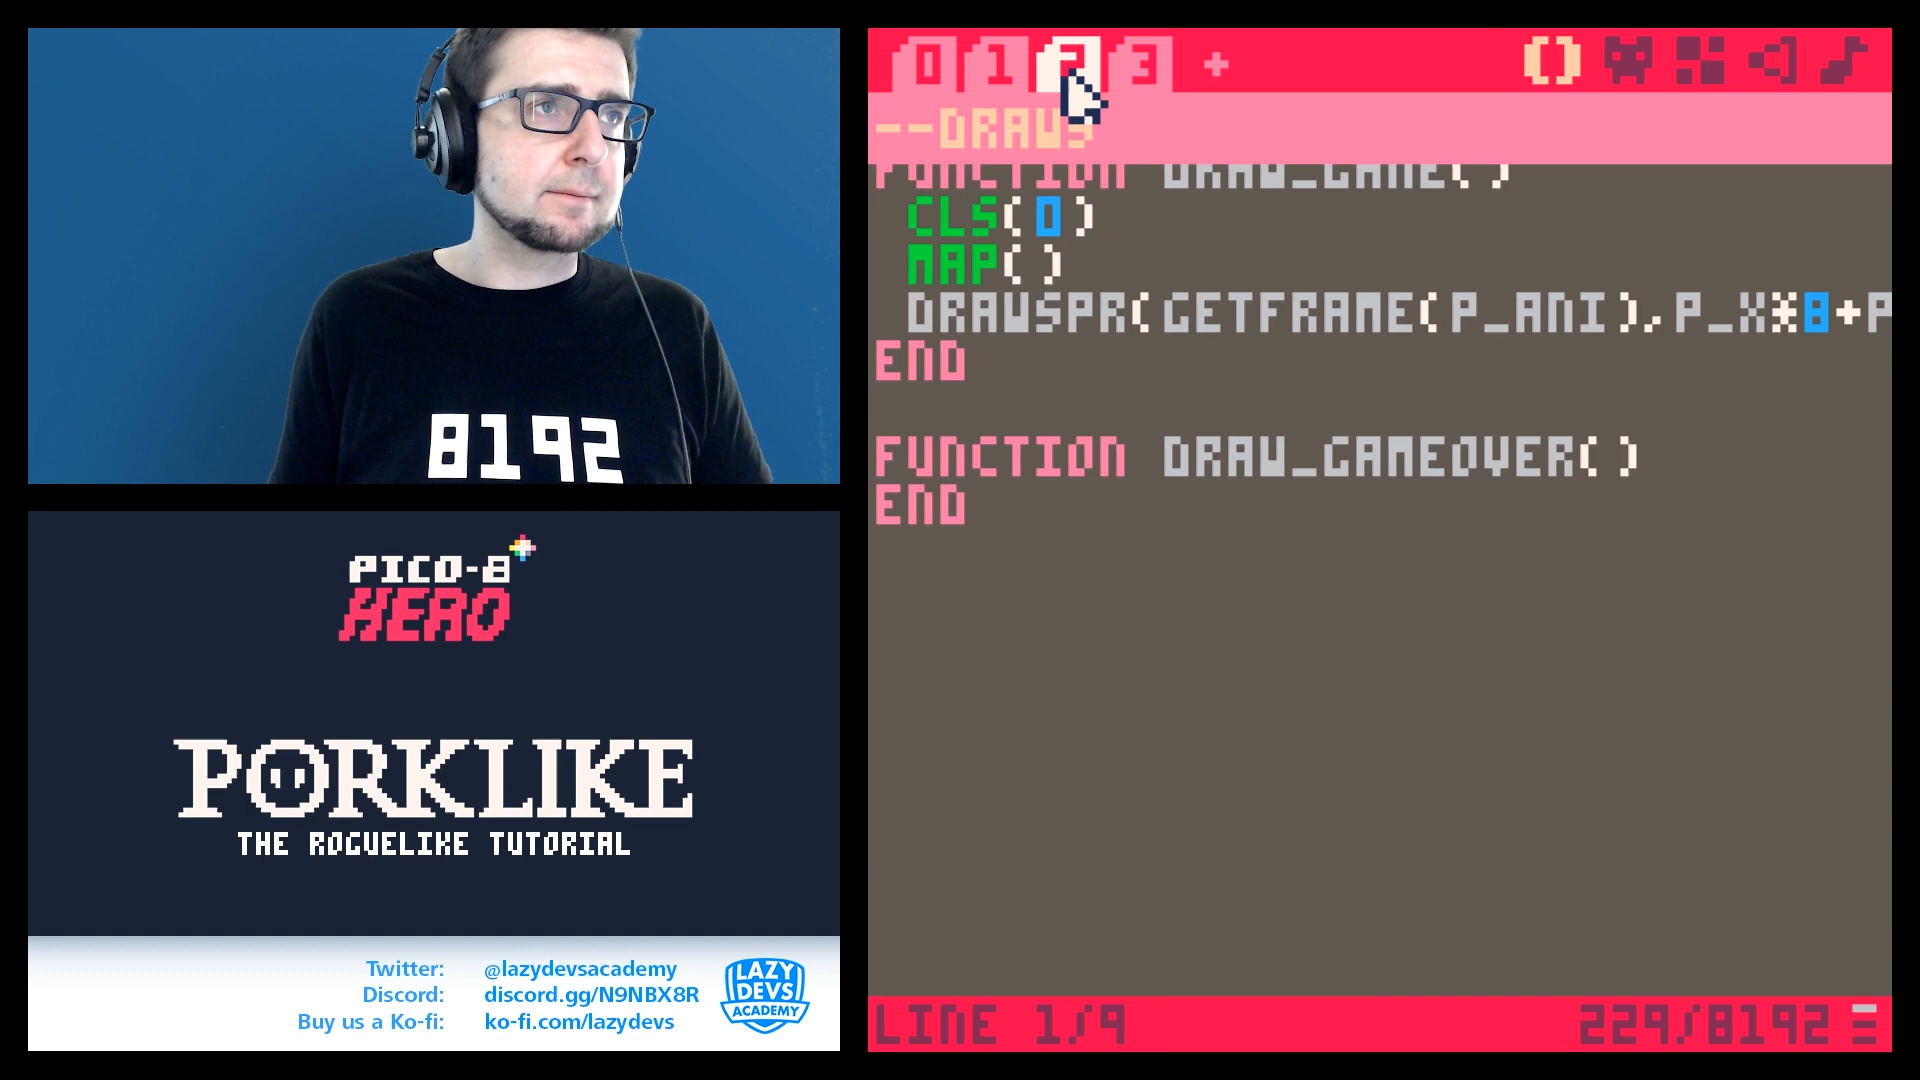 8192
PICO-8
HERO
PORKLIKE
THE ROGUELIKE TUTORIAL
Twitter: @lazydevsacademy
Discord: discord.gg/N9NBX8R
Buy us a Ko-fi: ko-fi.com/lazydevs
LAZY
DEVS
ACADEMY
0 1 2 3 +
--DRAWS
FUNCTION DRAW_GAME()
CLS(0)
MAP()
DRAWSPR(GETFRAME(P_ANI),P_X*8+P
END
FUNCTION DRAW_GAMEOVER()
END
LINE 1/9
229/8192